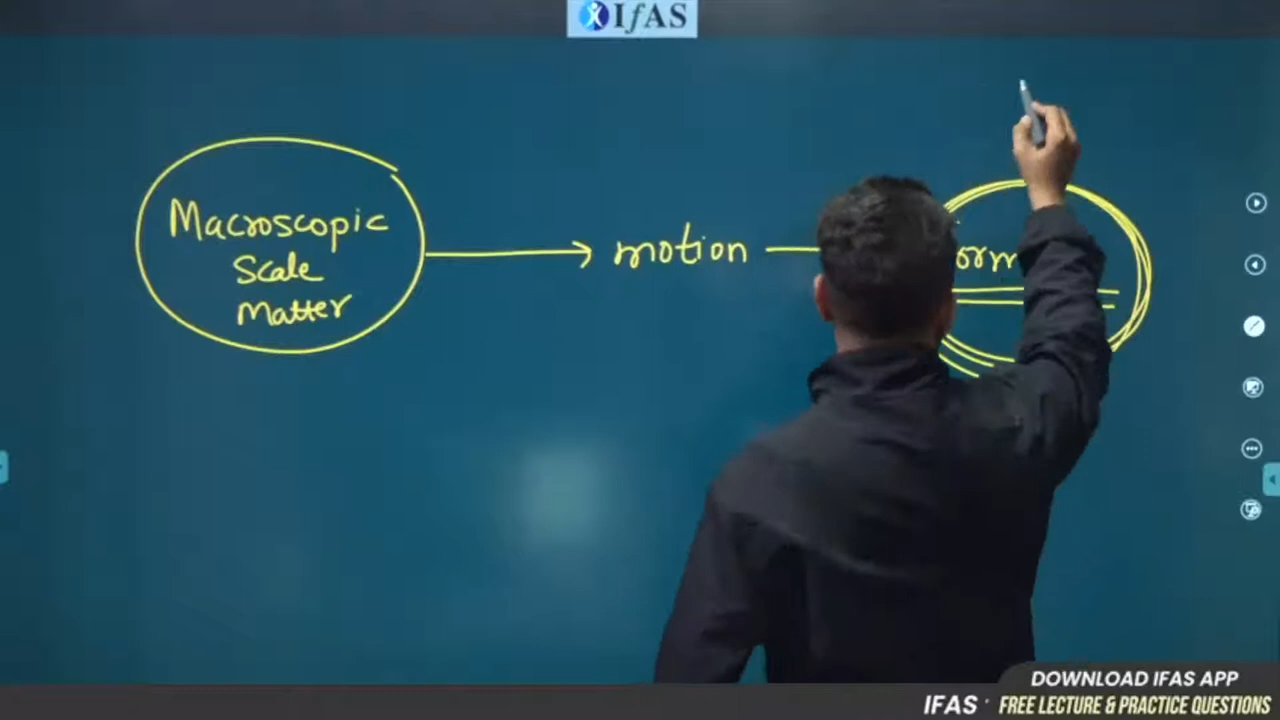 IfAS
Macroscopic
Scale
Matter
motion
DOWNLOAD IFAS APP
IFAS · FREE LECTURE & PRACTICE QUESTIONS